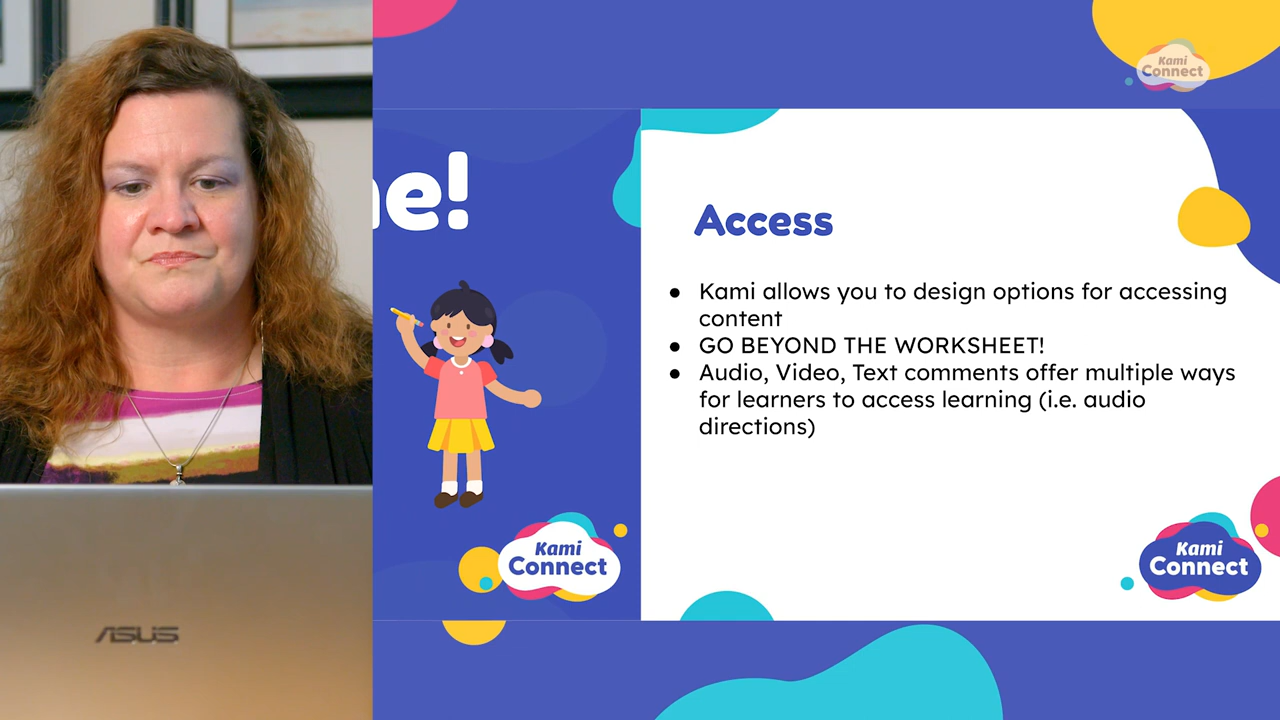 Kami
Connect
e!
Access
● Kami allows you to design options for accessing
content
● GO BEYOND THE WORKSHEET!
● Audio, Video, Text comments offer multiple ways
for learners to access learning (i.e. audio
directions)
Kami
Connect
Kami
Connect
ASUS